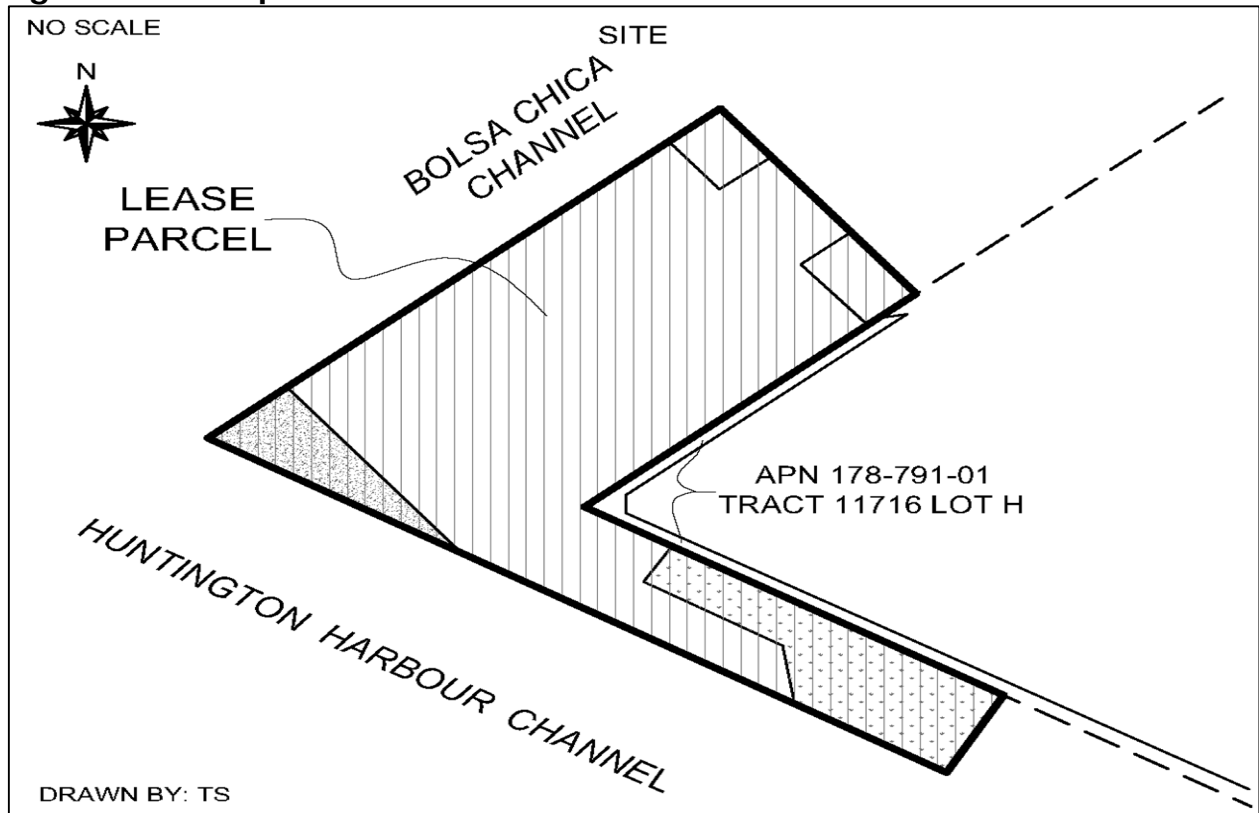 NO SCALE
SITE
N
BOLSA CHICA
CHANNEL
LEASE
PARCEL
APN 178-791-01
TRACT 11716 LOT H
HUNTINGTON HARBOUR CHANNEL
DRAWN BY: TS